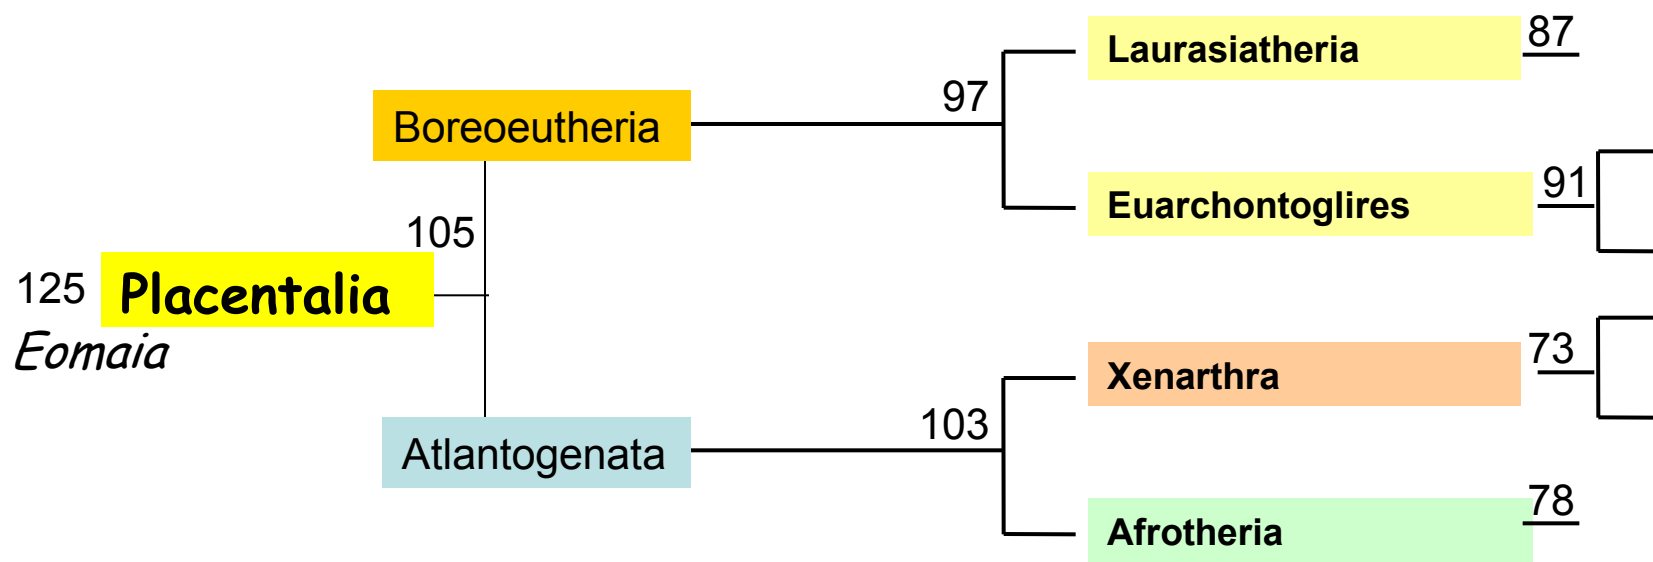 Laurasiatheria 87
97
Boreoeutheria
Euarchontoglires 91
105
125 Placentalia
Eomaia
Xenarthra 73
103
Atlantogenata
Afrotheria 78